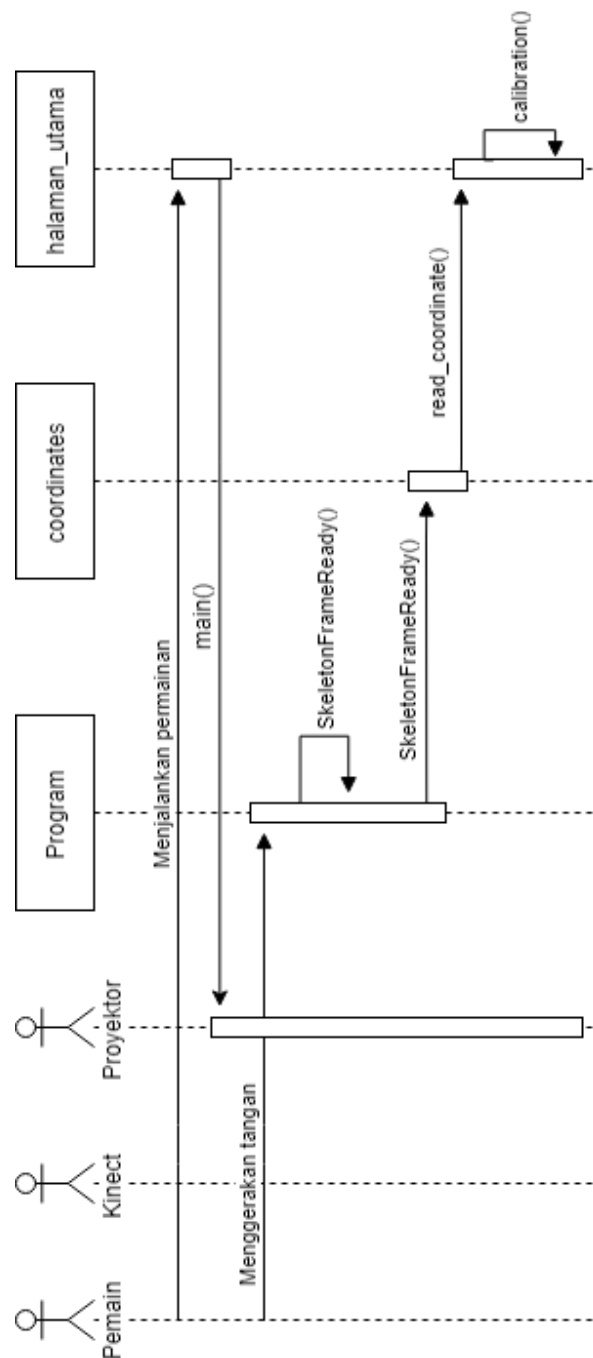 Pemain
Kinect
Proyektor
Program
coordinates
halaman_utama
Menjalankan permainan
main()
Menggerakan tangan
SkeletonFrameReady()
SkeletonFrameReady()
read_coordinate()
calibration()